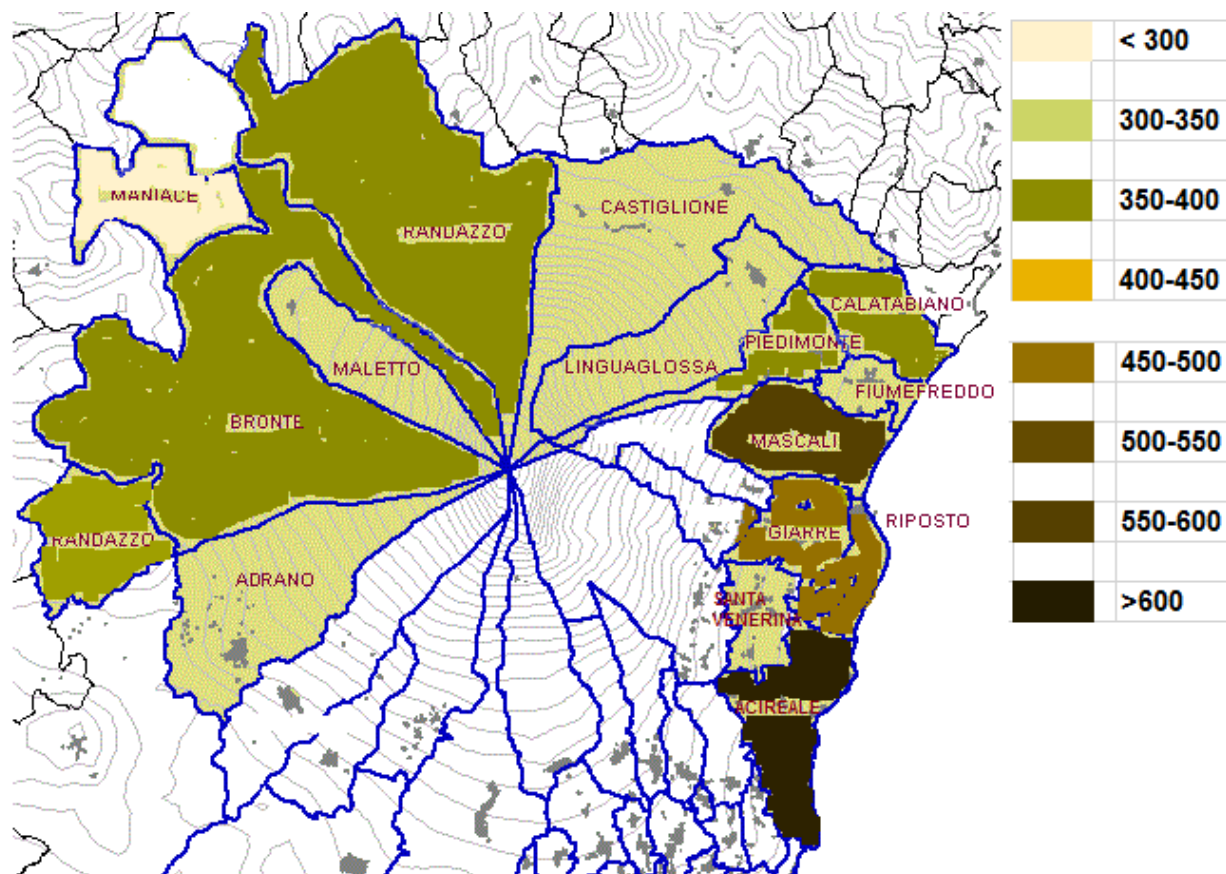 MANIACE
CASTIGLIONE
RANDAZZO
CALATABIANO
PIEDIMONTE
MALETTO
LINGUAGLOSSA
FIUMEFREDDO
BRONTE
MASCALI
RIPOSTO
GIARRE
RANDAZZO
ADRANO
SANTA
VENERINA
ACIREALE
< 300
300-350
350-400
400-450
450-500
500-550
550-600
>600